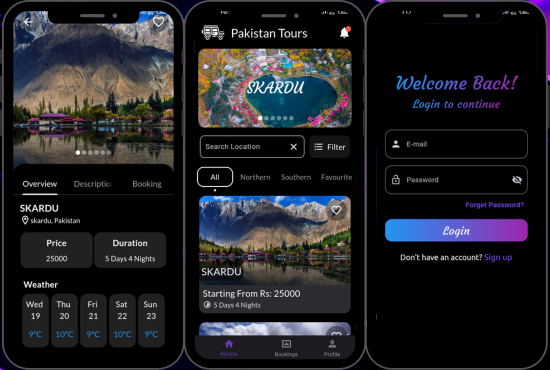 Overview Descriptio Booking
SKARDU
skardu, Pakistan
Price Duration
25000 5 Days 4 Nights
Weather
Wed Thu Fri Sat Sun
19 20 21 22 23
9°C 10°C 9°C 10°C 9°C
Pakistan Tours
SKARDU
Search Location
Filter
All Northern Southern Favourite
SKARDU
Starting From Rs: 25000
5 Days 4 Nights
Home Bookings Profile
Welcome Back!
Login to continue
E-mail
Password
Forget Password?
Login
Don't have an account? Sign up